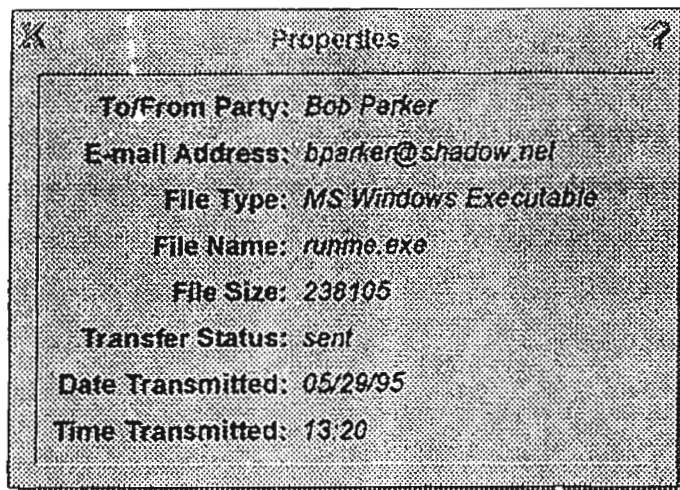 X Properties ?
To/From Party: Bob Parker
E-mail Address: bparker@shadow.net
File Type: MS Windows Executable
File Name: runme.exe
File Size: 238105
Transfer Status: sent
Date Transmitted: 05/29/95
Time Transmitted: 13:20